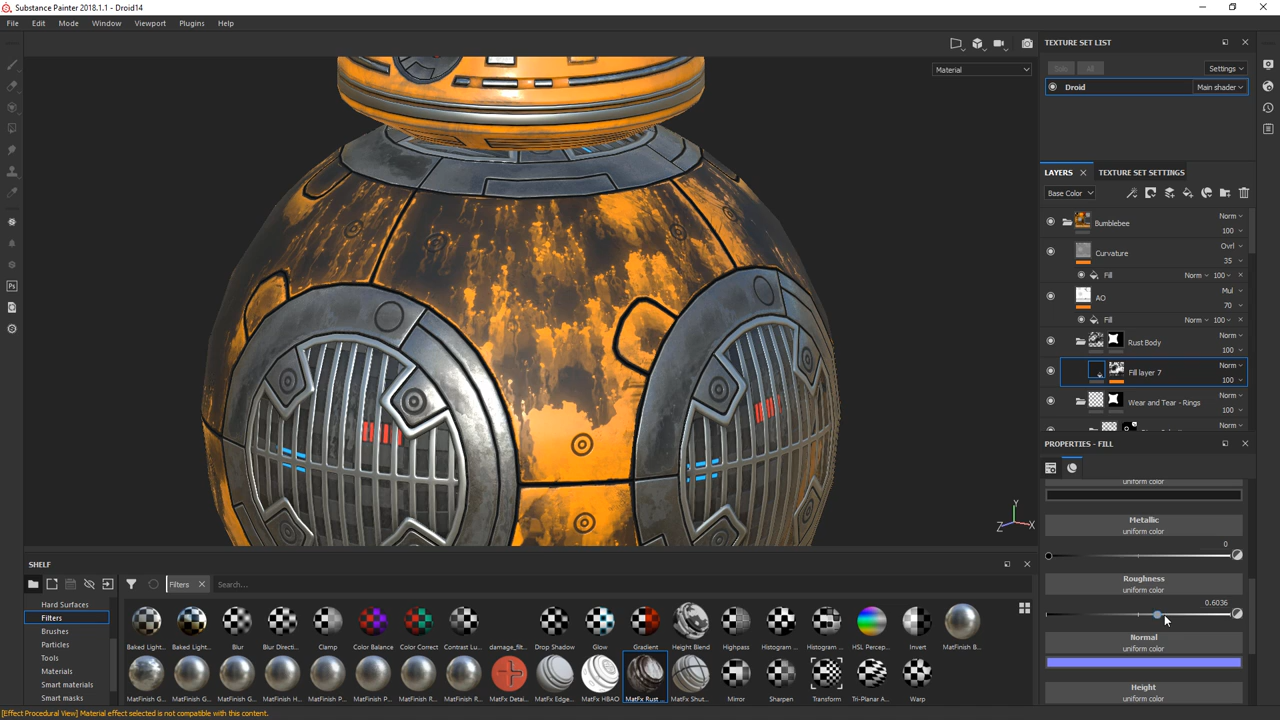 Substance Painter 2018.1.1 - Droid14
File Edit Mode Window Viewport Plugins Help
Material
TEXTURE SET LIST
Solo All Settings
Droid Main shader
LAYERS TEXTURE SET SETTINGS
Base Color
Bumblebee Norm 100
Curvature Ovrl 35
Fill Norm 100
AO Mul 70
Fill Norm 100
Rust Body Norm 100
Fill layer 7 Norm 100
Wear and Tear - Rings Norm 100
PROPERTIES - FILL
uniform color
Metallic
uniform color
0
Roughness
uniform color
0.6036
Normal
uniform color
Height
uniform color
Y
Z X
Ps
SHELF
Filters Search...
Hard Surfaces
Filters
Brushes
Particles
Tools
Materials
Smart materials
Smart masks
Baked Light... Baked Light... Blur Blur Directi... Clamp Color Balance Color Correct Contrast Lu... damage_filt... Drop Shadow Glow Gradient Height Blend Highpass Histogram ... Histogram ... HSL Percep... Invert MatFinish B...
MatFinish G... MatFinish G... MatFinish G... MatFinish H... MatFinish P... MatFinish P... MatFinish R... MatFinish R... MatFx Detai... MatFx Edge... MatFx HBAO MatFx Rust ... MatFx Shut... Mirror Sharpen Transform Tri-Planar A... Warp
[Effect Procedural View] Material effect selected is not compatible with this content.